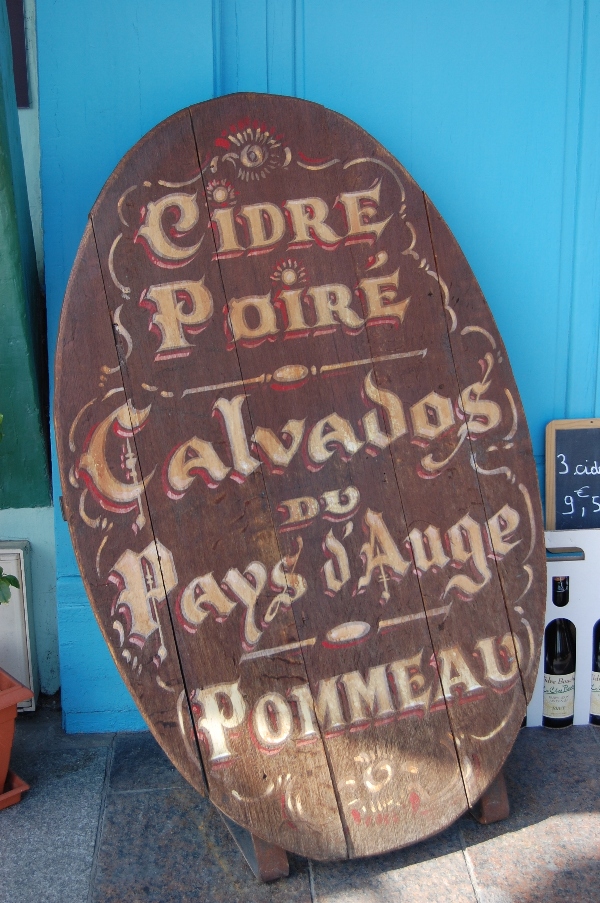 Cidre
Poiré
Calvados
du
Pays d'Auge
Pommeau
3 cid
9€,5